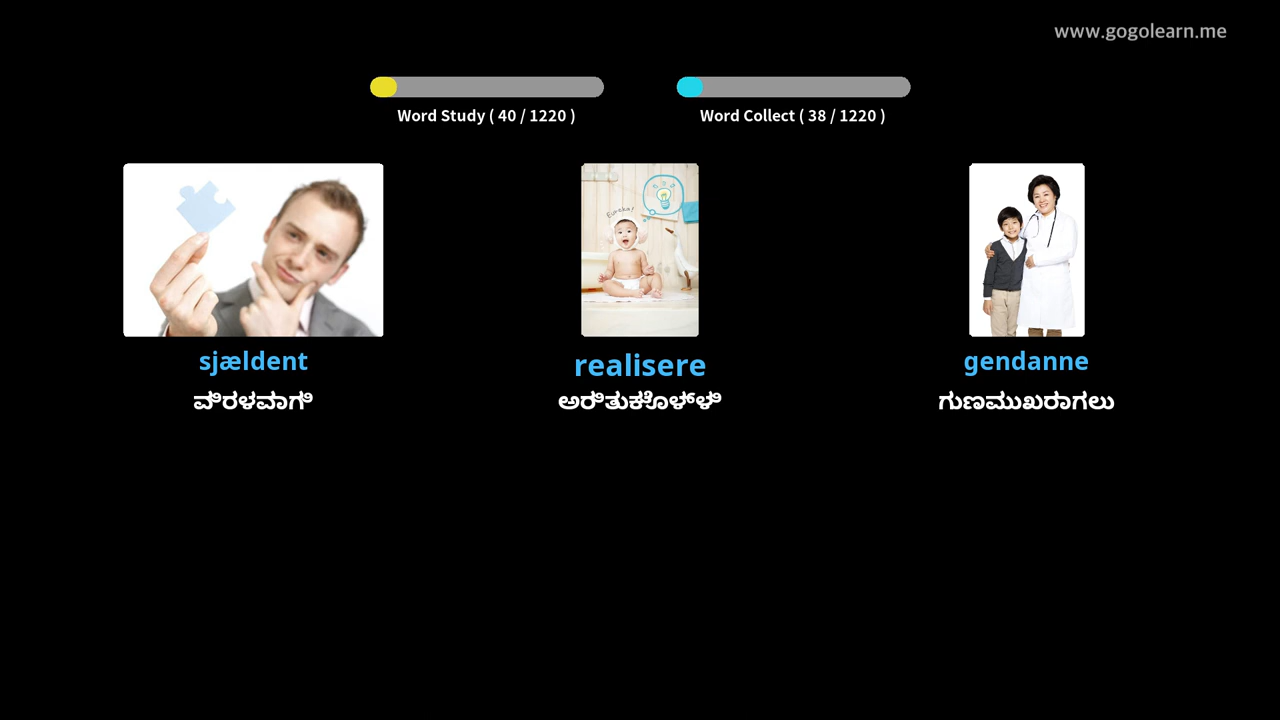 www.gogolearn.me
Word Study ( 40 / 1220 )
Word Collect ( 38 / 1220 )
Eureka!
sjældent
realisere
gendanne
ವಿರಳವಾಗಿ
ಅರಿತುಕೊಳ್ಳಿ
ಗುಣಮುಖರಾಗಲು